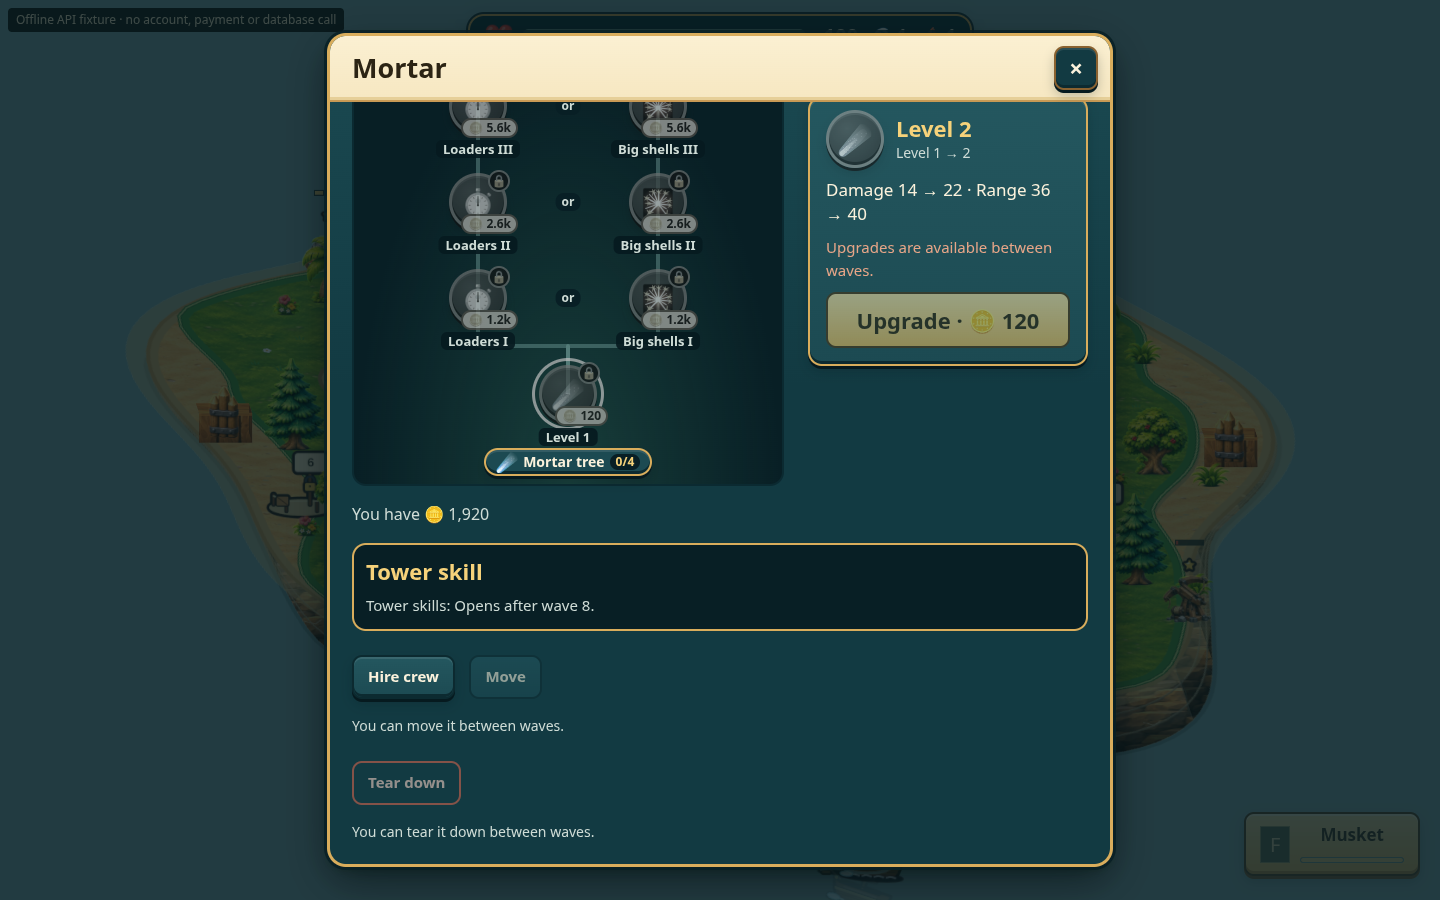 Offline API fixture · no account, payment or database call
Mortar
×
5.6k
or
5.6k
Loaders III
Big shells III
or
2.6k
2.6k
Loaders II
Big shells II
or
1.2k
1.2k
Loaders I
Big shells I
120
Level 1
Mortar tree 0/4
Level 2
Level 1 → 2
Damage 14 → 22 · Range 36
→ 40
Upgrades are available between
waves.
Upgrade · 120
You have 1,920
Tower skill
Tower skills: Opens after wave 8.
Hire crew
Move
You can move it between waves.
Tear down
You can tear it down between waves.
6
F
Musket